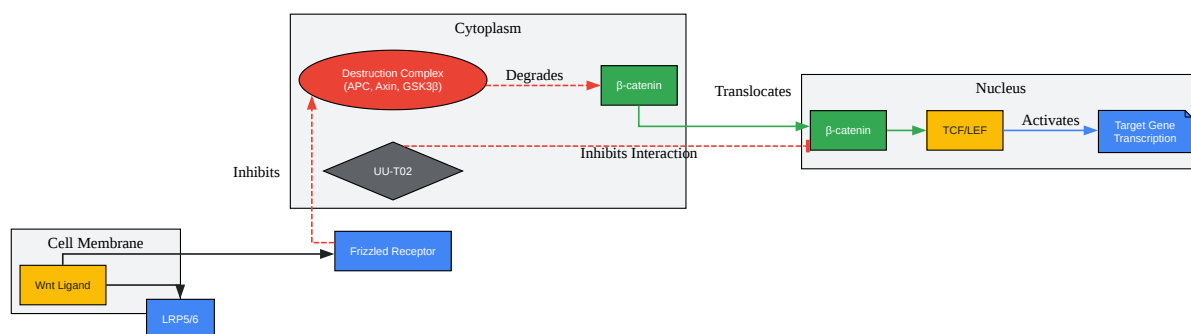 Cytoplasm
Destruction Complex
(APC, Axin, GSK3β)
Degrades
β-catenin
Translocates
Nucleus
β-catenin
TCF/LEF
Activates
Target Gene
Transcription
Inhibits Interaction
UU-T02
Inhibits
Cell Membrane
Wnt Ligand
Frizzled Receptor
LRP5/6